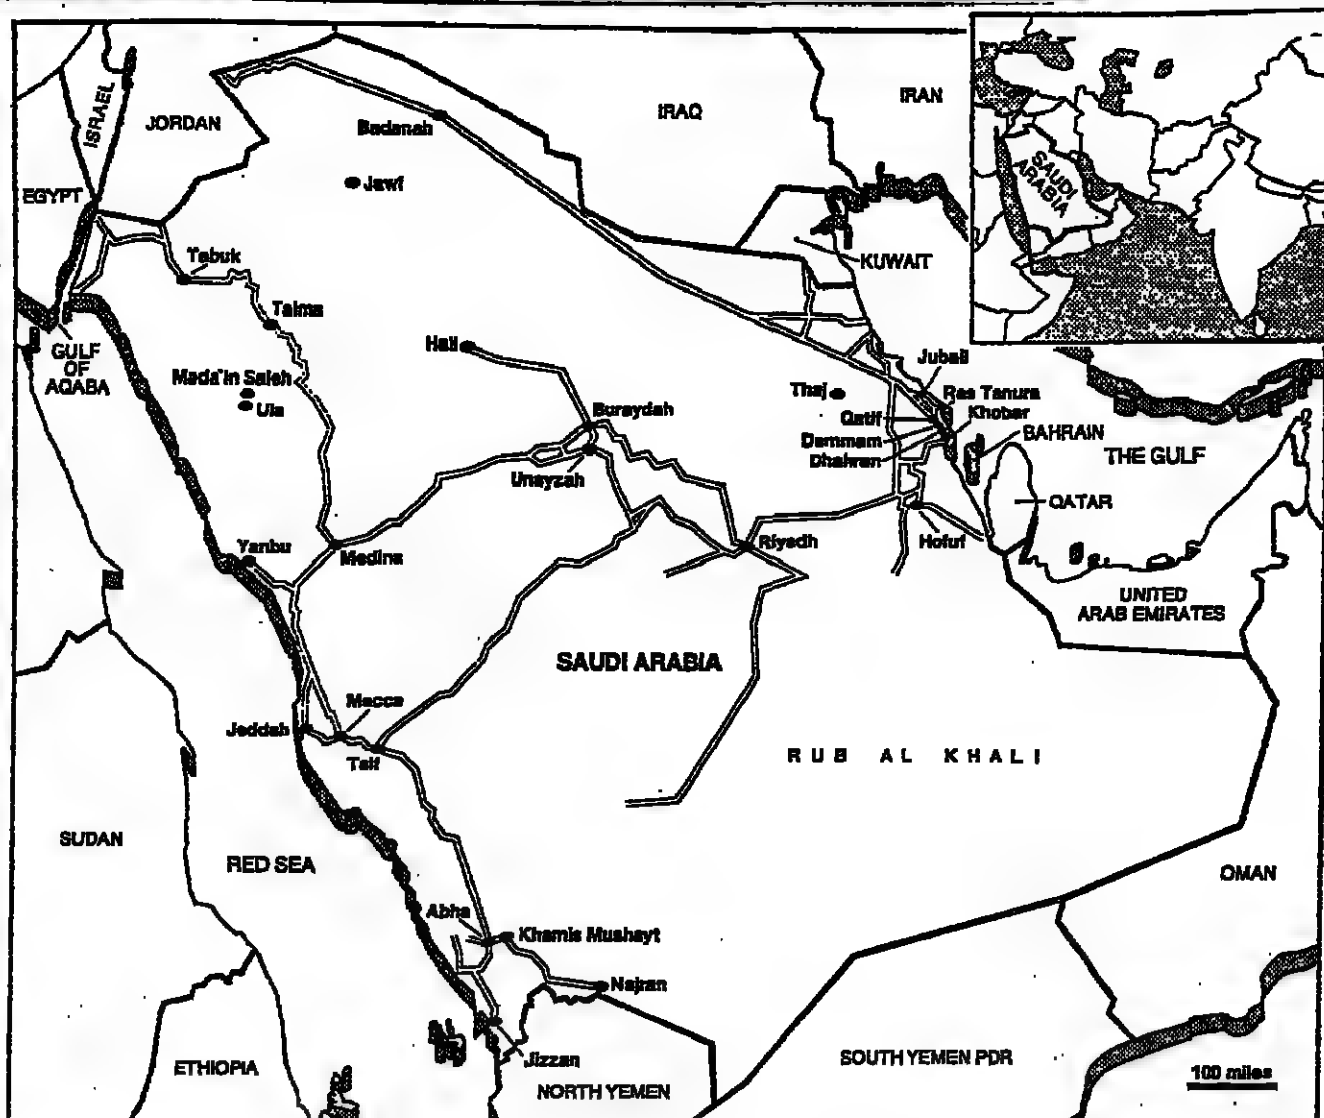 ISRAEL
JORDAN
IRAQ
IRAN
EGYPT
Badanah
Jawf
SAUDI
ARABIA
KUWAIT
Tabuk
Taima
GULF
OF
AQABA
Hail
Jubail
Mada'in Saleh
Ula
Thaj
Ras Tanura
Buraydah
Qatif
Khobar
Dammam
BAHRAIN
Dhahran
THE GULF
Unayzah
QATAR
Yanbu
Medina
Riyadh
Hofuf
UNITED
ARAB EMIRATES
SAUDI ARABIA
Mecca
Jeddah
Taif
RUB AL KHALI
SUDAN
RED SEA
OMAN
Abha
Khamis Mushayt
Najran
ETHIOPIA
Jizzan
NORTH YEMEN
SOUTH YEMEN PDR
100 miles